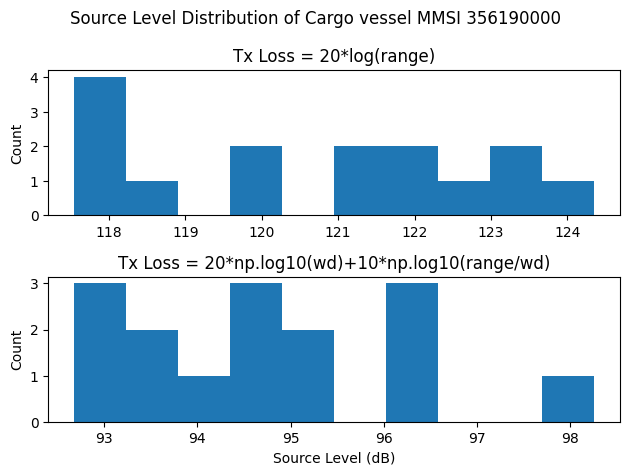 Source Level Distribution of Cargo vessel MMSI 356190000
Tx Loss = 20*log(range)
4
3
2
1
0
Count
118 119 120 121 122 123 124
Tx Loss = 20*np.log10(wd)+10*np.log10(range/wd)
3
2
1
0
Count
93 94 95 96 97 98
Source Level (dB)